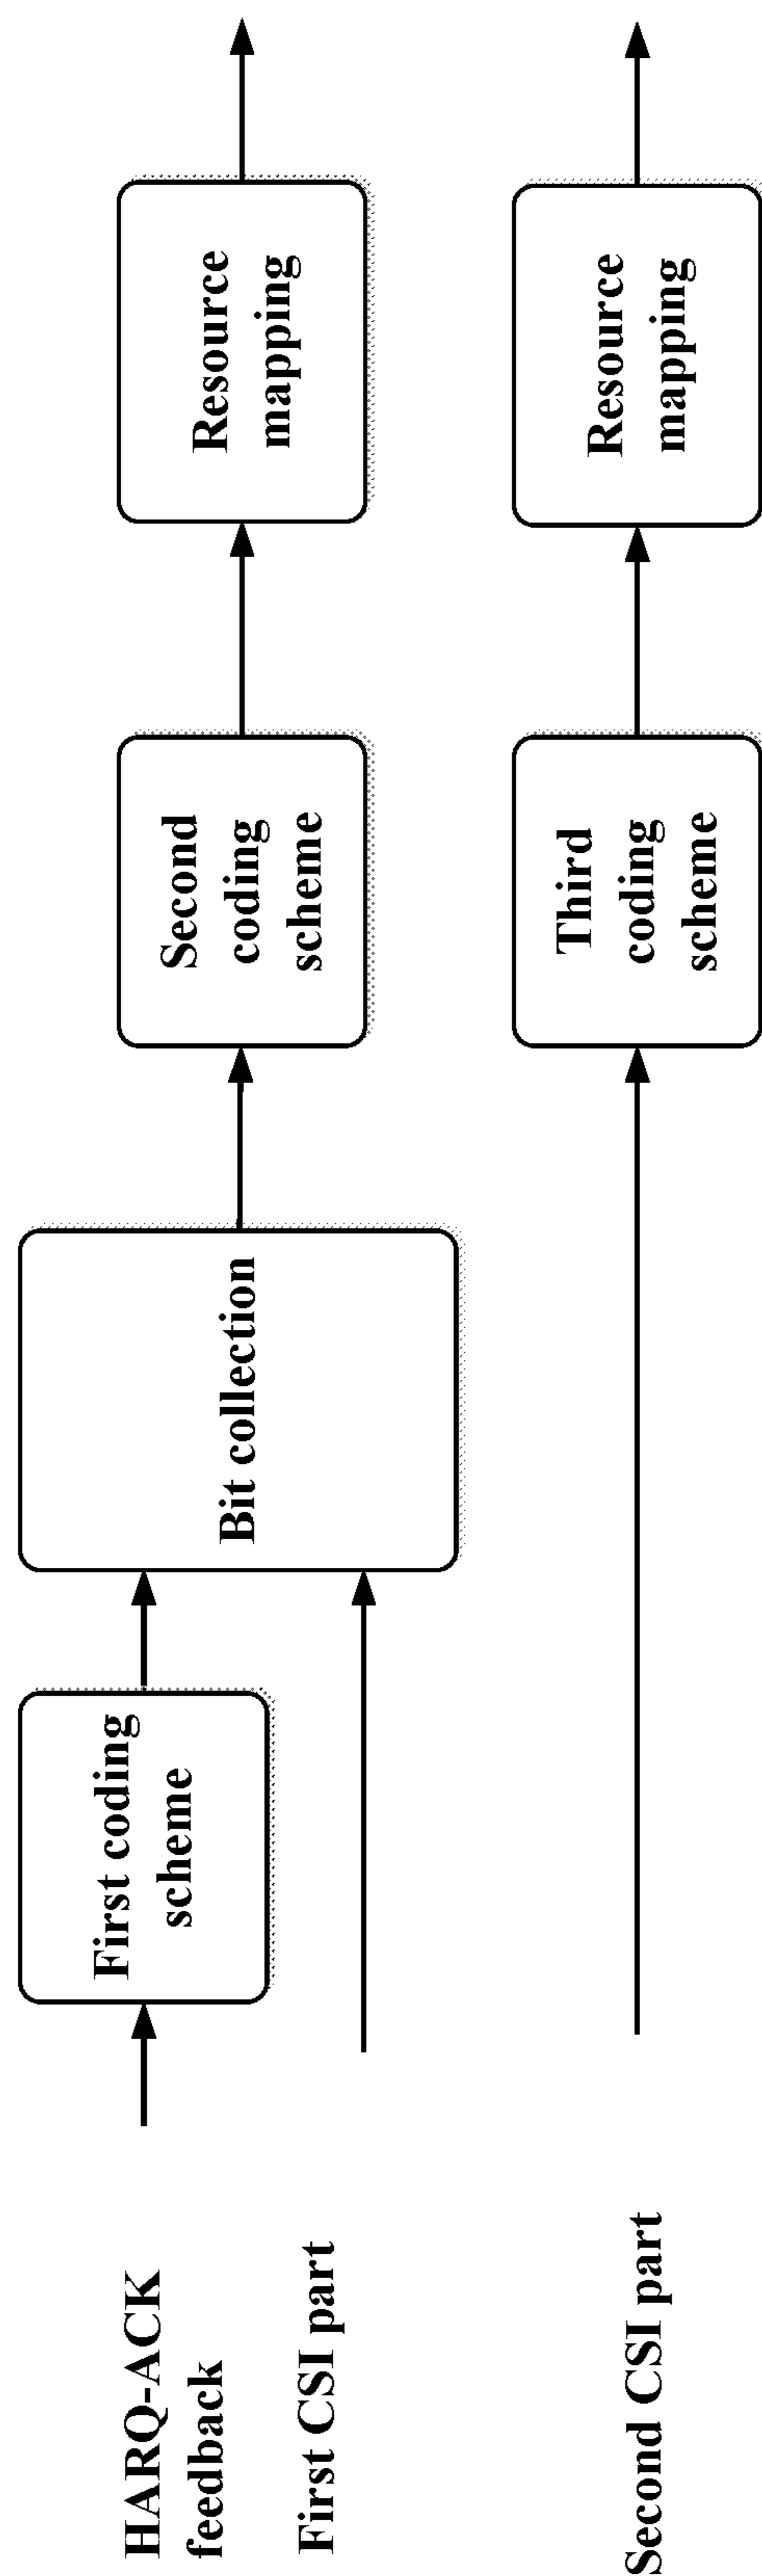 HARQ-ACK
feedback
First coding
scheme
First CSI part
Bit collection
Second
coding
scheme
Resource
mapping
Second CSI part
Third
coding
scheme
Resource
mapping